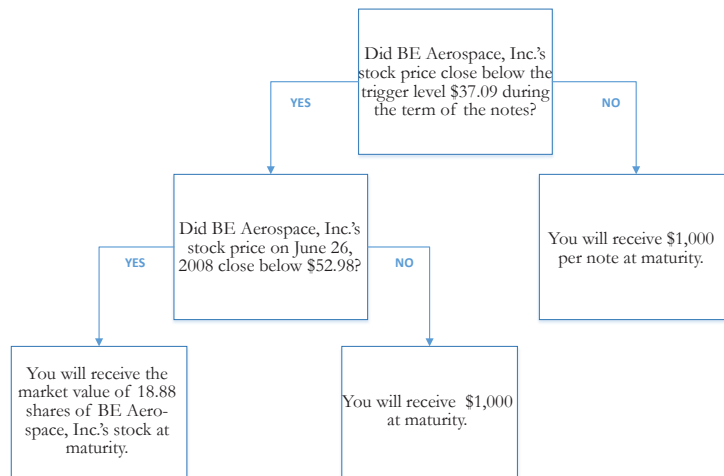 Did BE Aerospace, Inc.'s
stock price close below the
trigger level $37.09 during
the term of the notes?
YES
NO
Did BE Aerospace, Inc.'s
stock price on June 26,
2008 close below $52.98?
You will receive $1,000
per note at maturity.
YES
NO
You will receive the
market value of 18.88
shares of BE Aero-
space, Inc.'s stock at
maturity.
You will receive $1,000
at maturity.